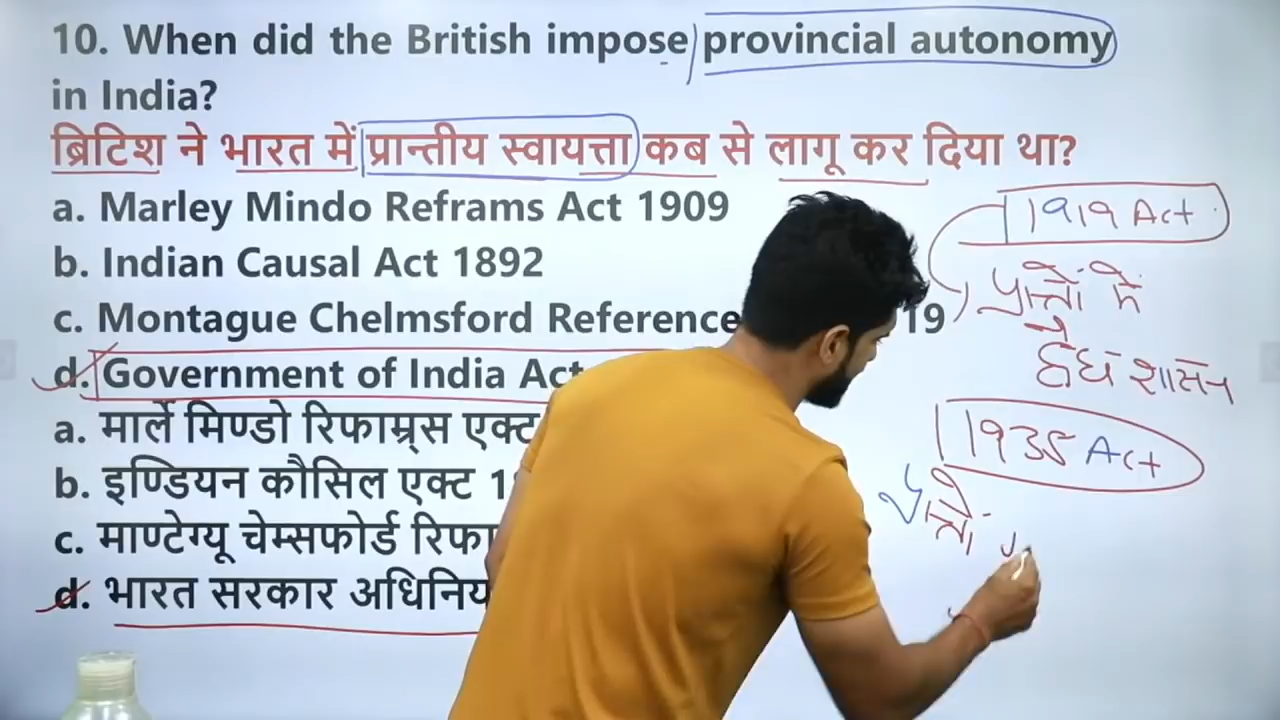 10. When did the British impose provincial autonomy
in India?
ब्रिटिश ने भारत में प्रान्तीय स्वायत्ता कब से लागू कर दिया था?
a. Marley Mindo Reframs Act 1909
b. Indian Causal Act 1892
c. Montague Chelmsford Reference 19
d. Government of India Act
a. मार्ले मिण्डो रिफाम्र्स एक्ट
b. इण्डियन कौसिल एक्ट 1
c. माण्टेग्यू चेम्सफोर्ड रिफा
d. भारत सरकार अधिनिय
1919 Act
प्रान्तों में
द्वैध शासन
1935 Act